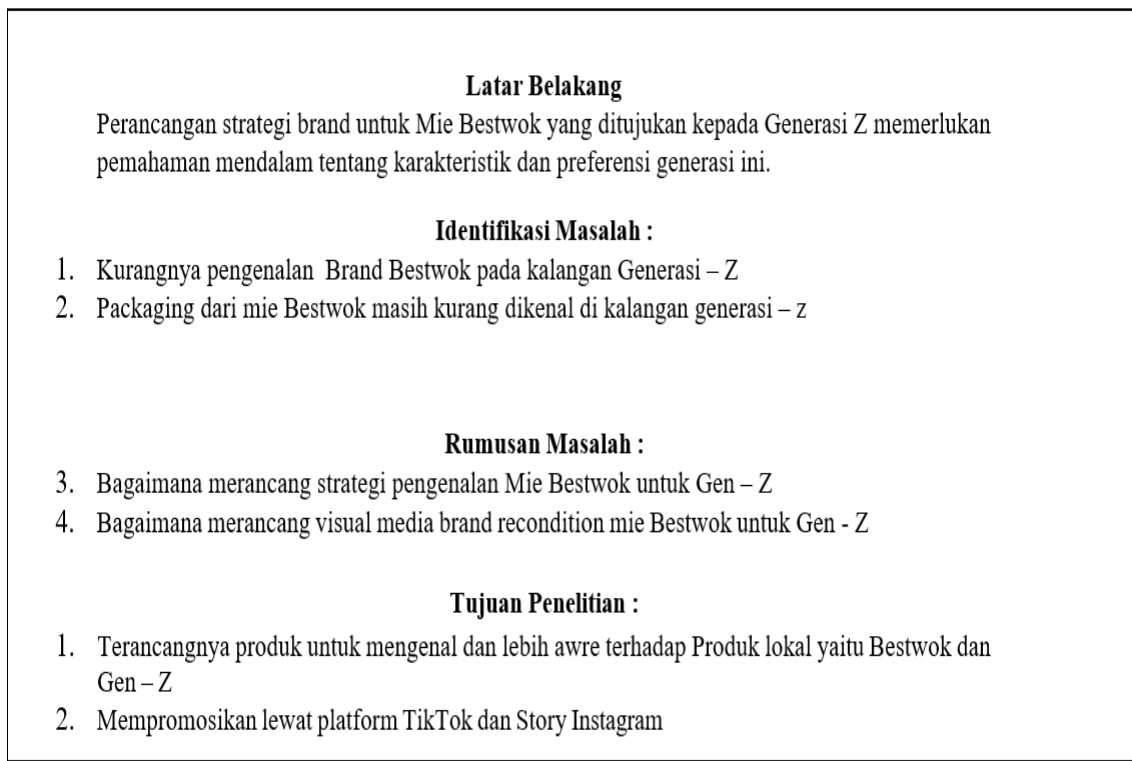 Latar Belakang
Perancangan strategi brand untuk Mie Bestwok yang ditujukan kepada Generasi Z memerlukan
pemahaman mendalam tentang karakteristik dan preferensi generasi ini.
Identifikasi Masalah :
1. Kurangnya pengenalan Brand Bestwok pada kalangan Generasi – Z
2. Packaging dari mie Bestwok masih kurang dikenal di kalangan generasi – z
Rumusan Masalah :
3. Bagaimana merancang strategi pengenalan Mie Bestwok untuk Gen – Z
4. Bagaimana merancang visual media brand recondition mie Bestwok untuk Gen - Z
Tujuan Penelitian :
1. Terancangnya produk untuk mengenal dan lebih awre terhadap Produk lokal yaitu Bestwok dan
Gen – Z
2. Mempromosikan lewat platform TikTok dan Story Instagram